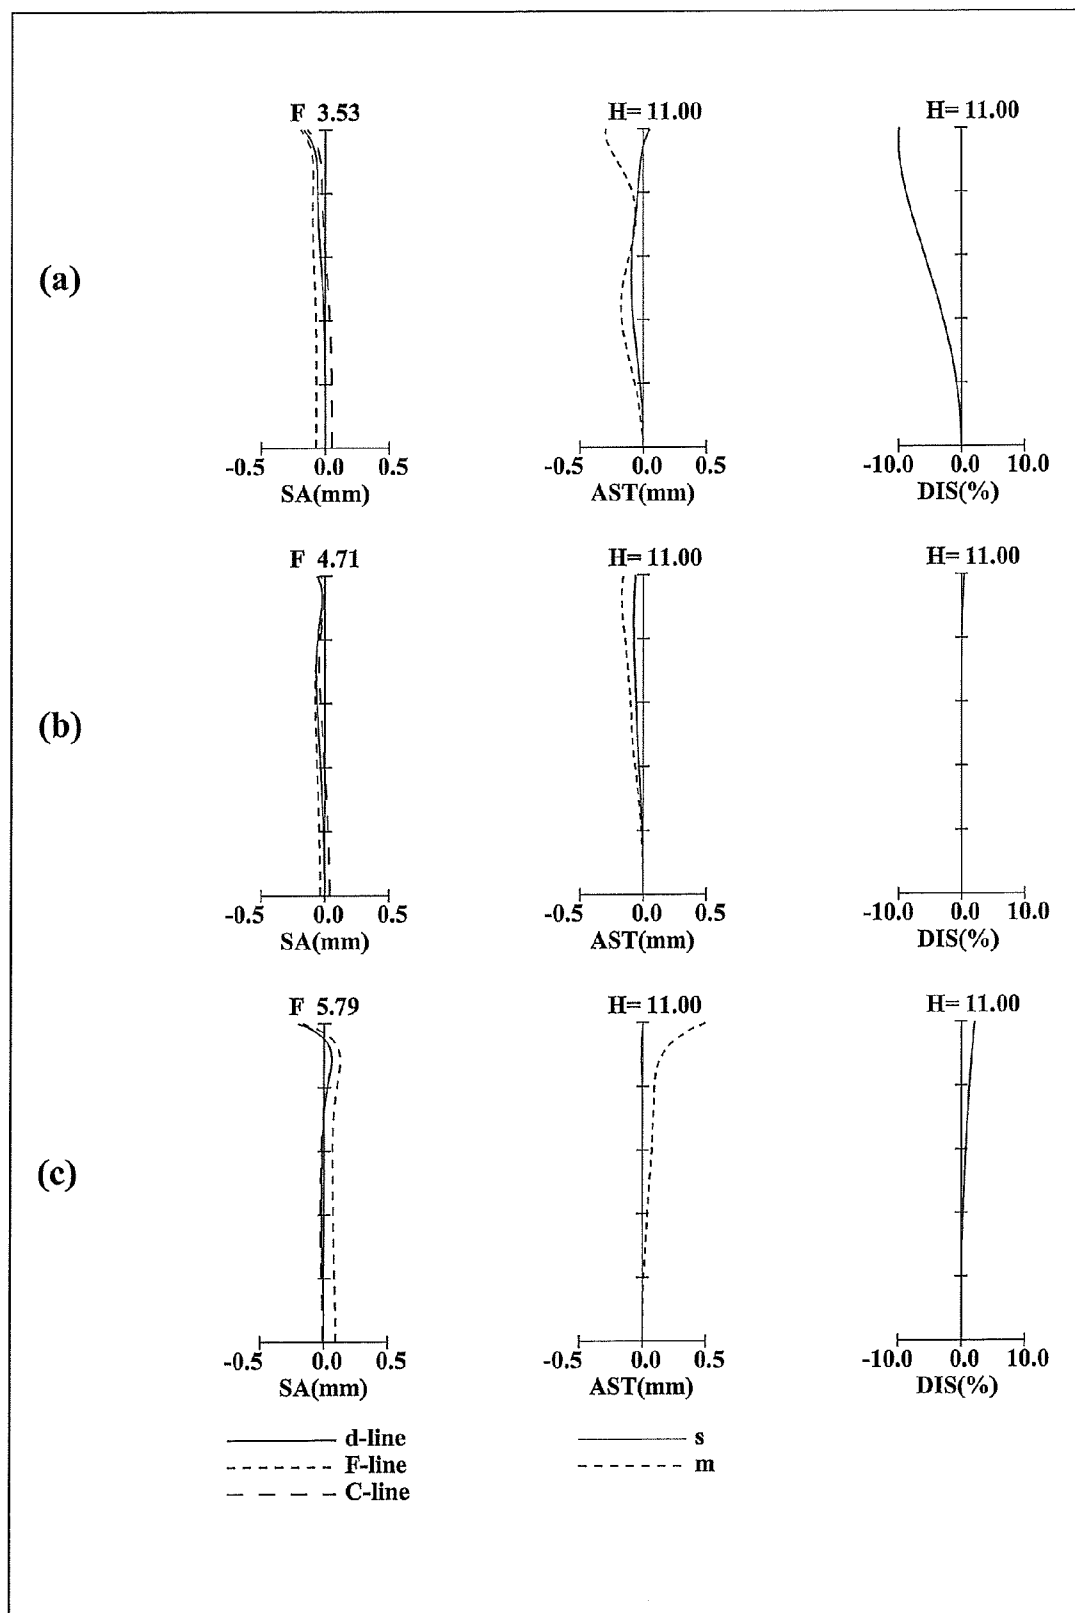 F 3.53 H= 11.00 H= 11.00
(a)
-0.5 0.0 0.5 -0.5 0.0 0.5 -10.0 0.0 10.0
SA(mm) AST(mm) DIS(%)
F 4.71 H= 11.00 H= 11.00
(b)
-0.5 0.0 0.5 -0.5 0.0 0.5 -10.0 0.0 10.0
SA(mm) AST(mm) DIS(%)
F 5.79 H= 11.00 H= 11.00
(c)
-0.5 0.0 0.5 -0.5 0.0 0.5 -10.0 0.0 10.0
SA(mm) AST(mm) DIS(%)
d-line s
F-line m
C-line